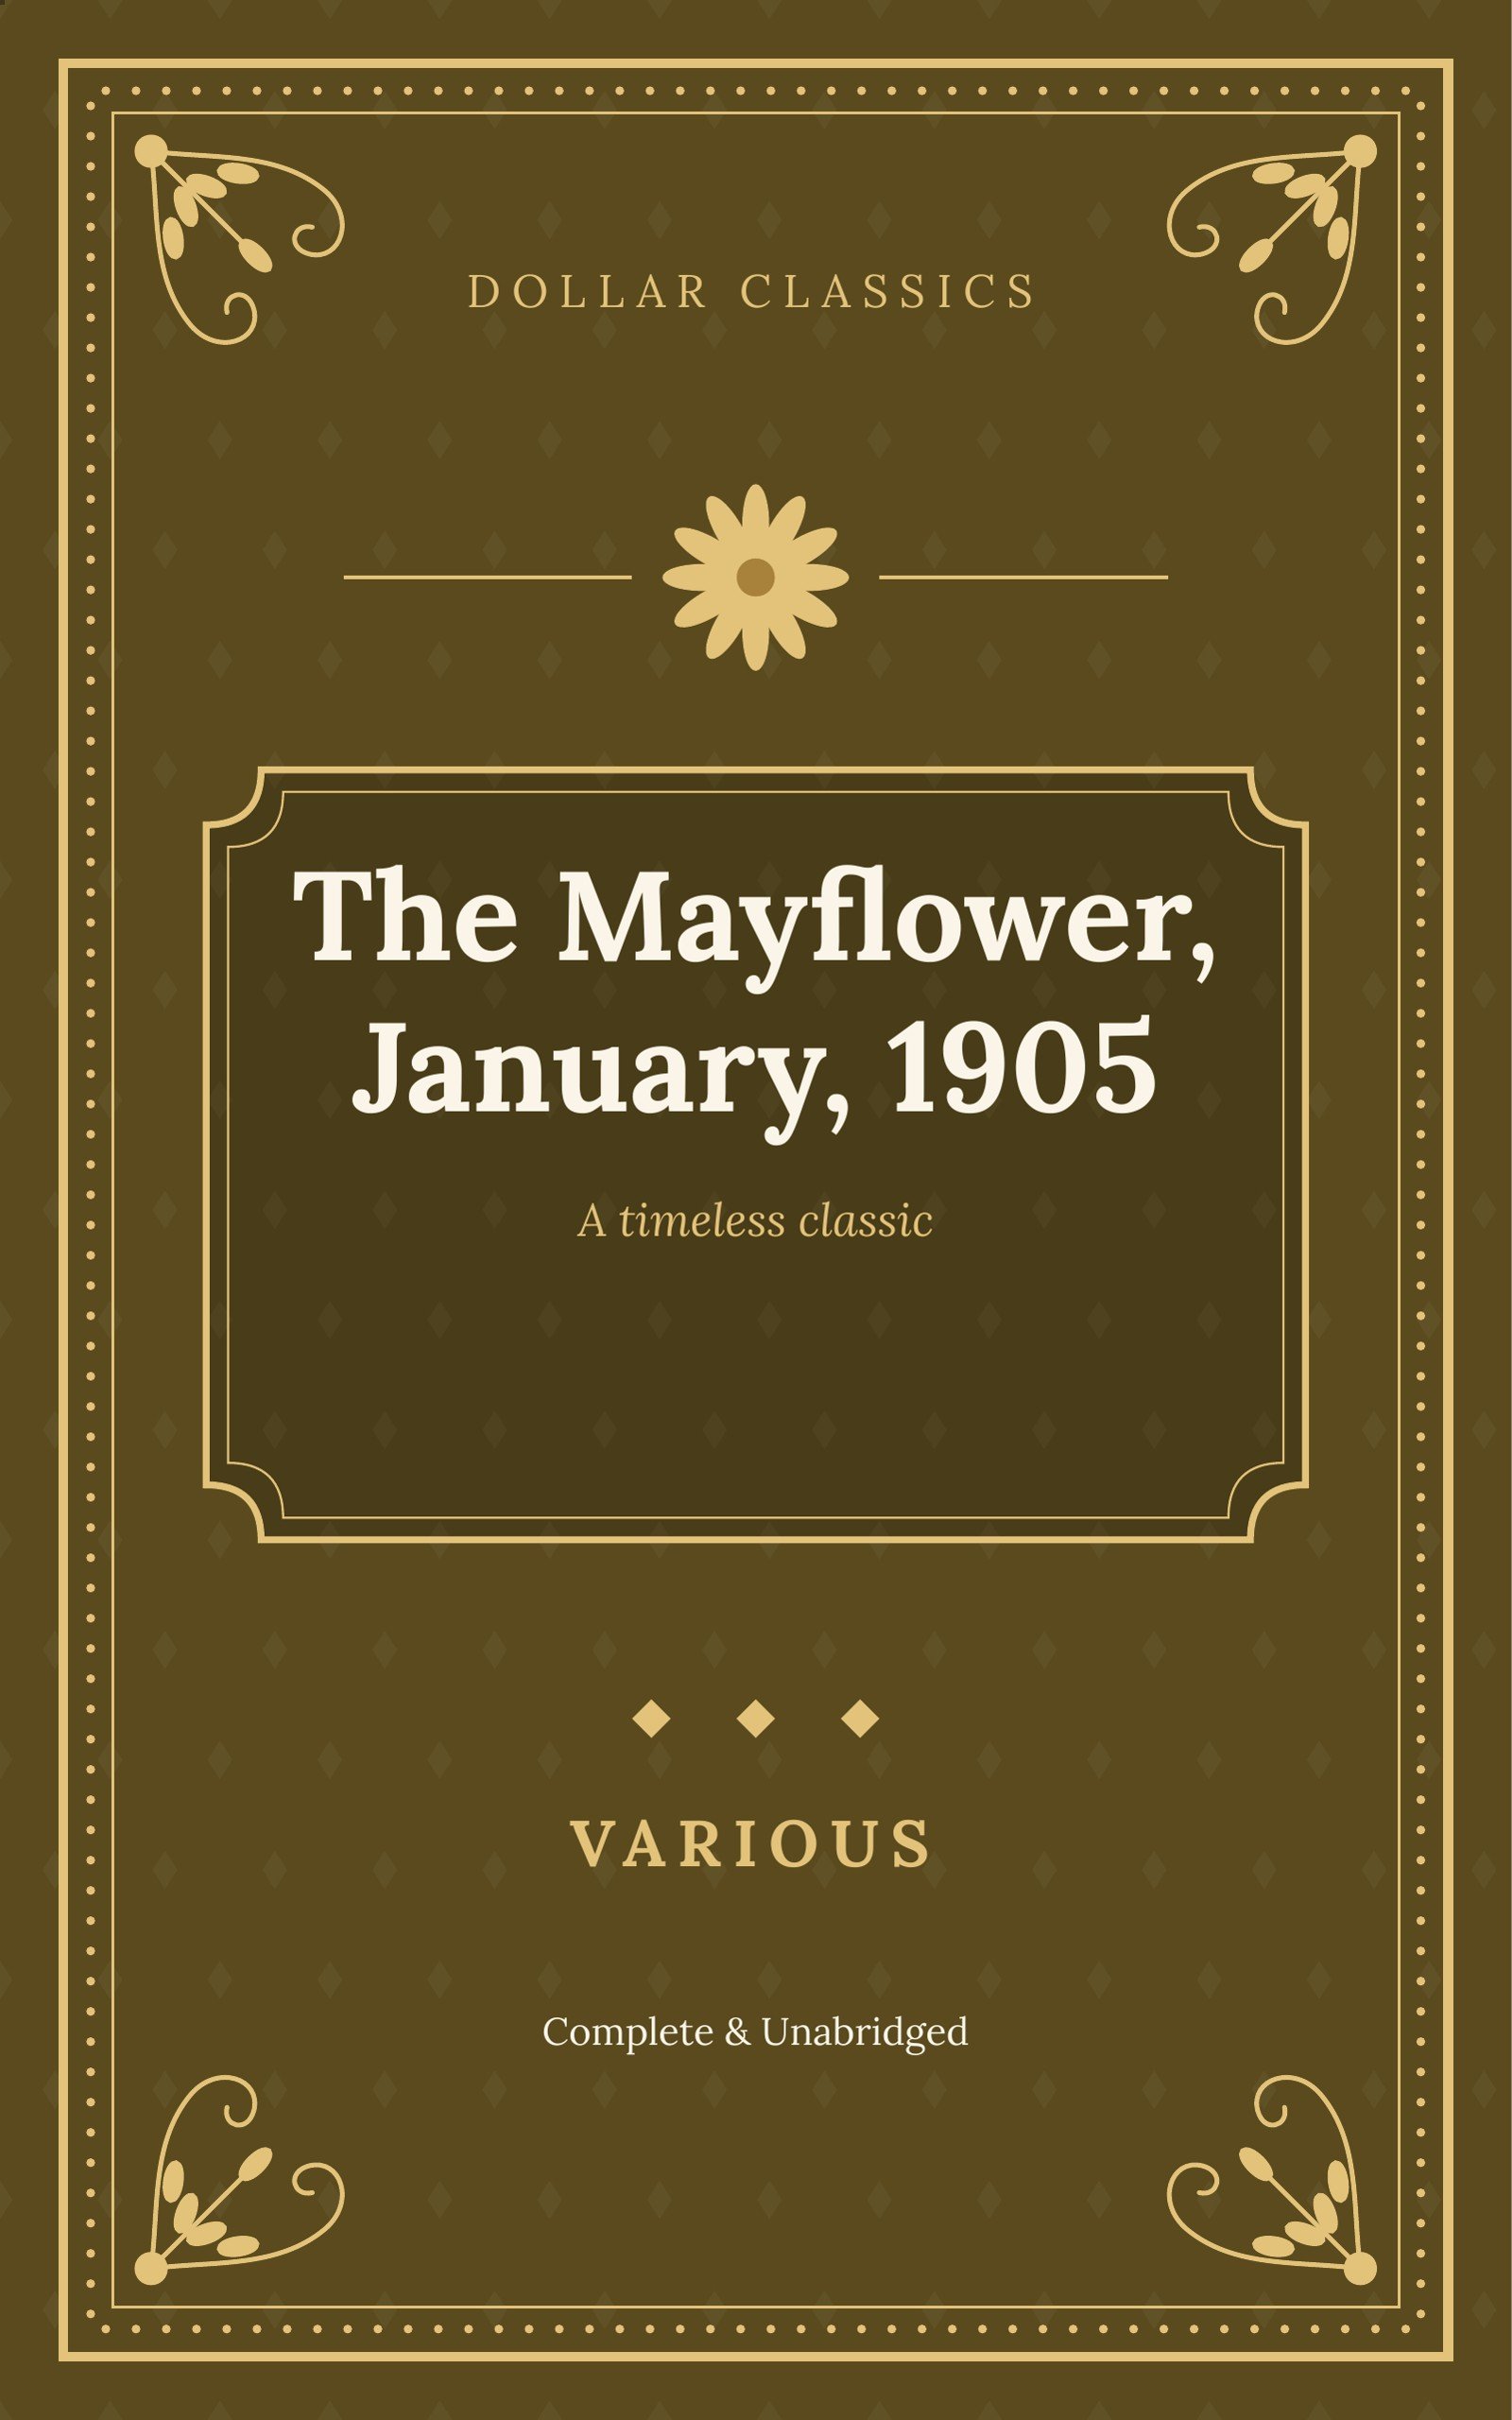 DOLLAR CLASSICS
The Mayflower,
January, 1905
A timeless classic
VARIOUS
Complete & Unabridged